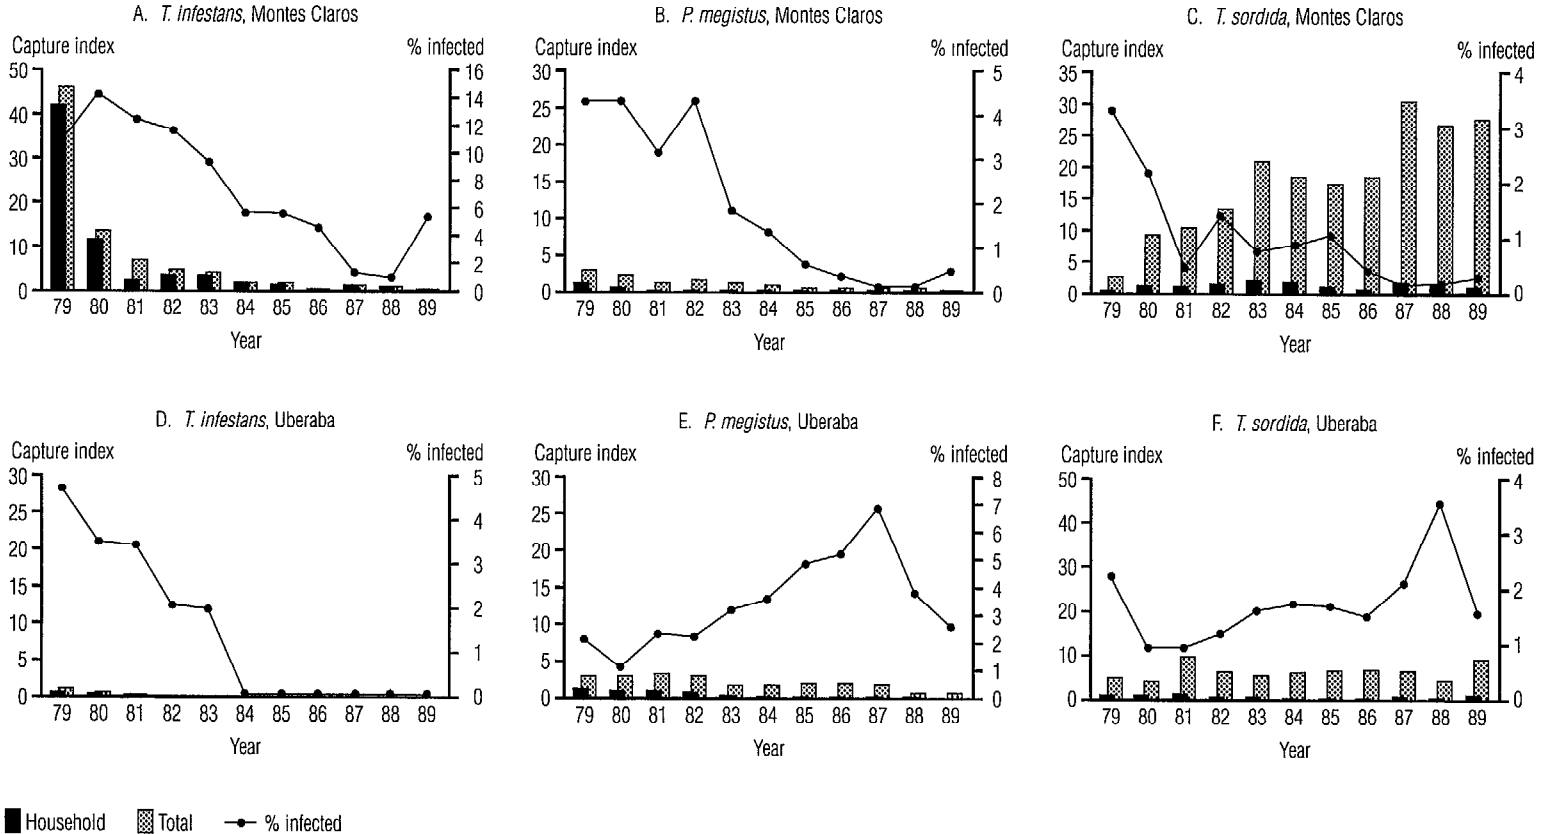 A. T. infestans, Montes Claros
Capture index % infected
50 16
14
40 12
30 10
8
20 6
10 4
2
0 0
79 80 81 82 83 84 85 86 87 88 89
Year
B. P. megistus, Montes Claros
Capture index % infected
30 5
25 4
20
15 3
10 2
5 1
0 0
79 80 81 82 83 84 85 86 87 88 89
Year
C. T. sordida, Montes Claros
Capture index % infected
35 4
30
25 3
20
15 2
10
5 1
0 0
79 80 81 82 83 84 85 86 87 88 89
Year
D. T. infestans, Uberaba
Capture index % infected
30 5
25 4
20
15 3
10 2
5 1
0 0
79 80 81 82 83 84 85 86 87 88 89
Year
E. P. megistus, Uberaba
Capture index % infected
30 8
25 7
6
20 5
15 4
10 3
2
5 1
0 0
79 80 81 82 83 84 85 86 87 88 89
Year
F. T. sordida, Uberaba
Capture index % infected
50 4
40 3
30
20 2
10 1
0 0
79 80 81 82 83 84 85 86 87 88 89
Year
Household Total % infected